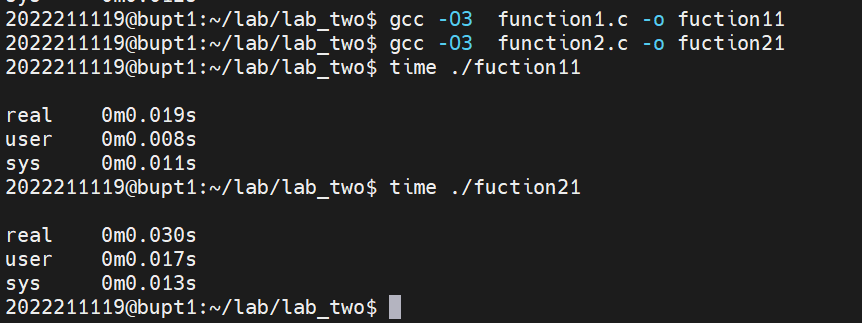 2022211119@bupt1:~/lab/lab_two$ gcc -O3  function1.c -o fuction11
2022211119@bupt1:~/lab/lab_two$ gcc -O3  function2.c -o fuction21
2022211119@bupt1:~/lab/lab_two$ time ./fuction11
real    0m0.019s
user    0m0.008s
sys     0m0.011s
2022211119@bupt1:~/lab/lab_two$ time ./fuction21
real    0m0.030s
user    0m0.017s
sys     0m0.013s
2022211119@bupt1:~/lab/lab_two$